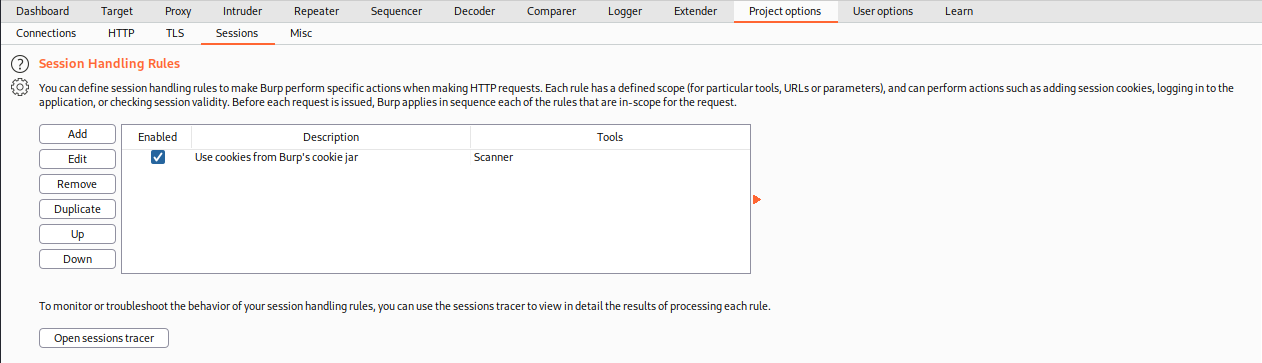 Dashboard Target Proxy Intruder Repeater Sequencer Decoder Comparer Logger Extender Project options User options Learn
Connections HTTP TLS Sessions Misc
? Session Handling Rules
You can define session handling rules to make Burp perform specific actions when making HTTP requests. Each rule has a defined scope (for particular tools, URLs or parameters), and can perform actions such as adding session cookies, logging in to the
application, or checking session validity. Before each request is issued, Burp applies in sequence each of the rules that are in-scope for the request.
Add
Edit
Remove
Duplicate
Up
Down
Enabled Description Tools
Use cookies from Burp's cookie jar Scanner
To monitor or troubleshoot the behavior of your session handling rules, you can use the sessions tracer to view in detail the results of processing each rule.
Open sessions tracer